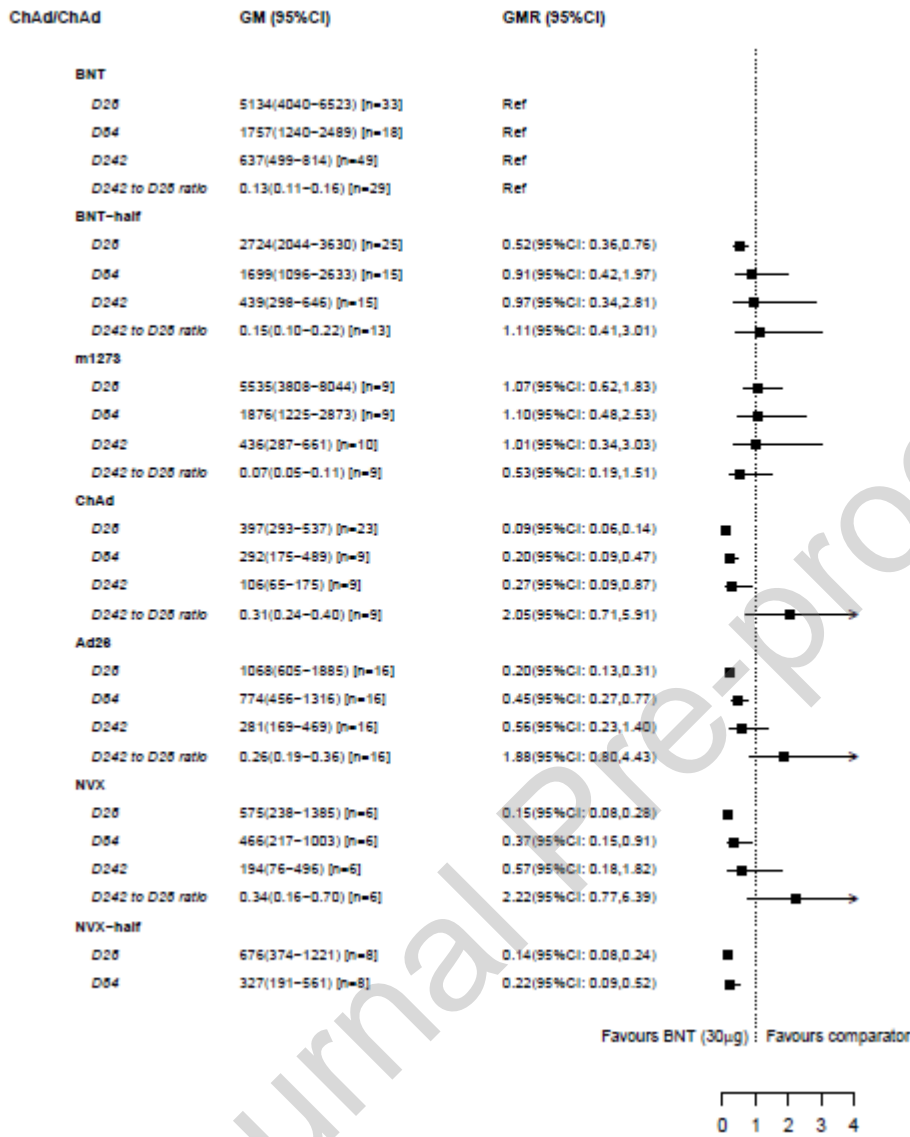 ChAd/ChAd GM (95%CI) GMR (95%CI)
BNT
D28 5134(4040−6523) [n=33] Ref
D84 1757(1240−2489) [n=18] Ref
D242 637(499−814) [n=49] Ref
D242 to D28 ratio 0.13(0.11−0.16) [n=29] Ref
BNT−half
D28 2724(2044−3630) [n=25] 0.52(95%CI: 0.36,0.76)
D84 1699(1096−2633) [n=15] 0.91(95%CI: 0.42,1.97)
D242 439(298−646) [n=15] 0.97(95%CI: 0.34,2.81)
D242 to D28 ratio 0.15(0.10−0.22) [n=13] 1.11(95%CI: 0.41,3.01)
m1273
D28 5535(3808−8044) [n=9] 1.07(95%CI: 0.62,1.83)
D84 1876(1225−2873) [n=9] 1.10(95%CI: 0.48,2.53)
D242 436(287−661) [n=10] 1.01(95%CI: 0.34,3.03)
D242 to D28 ratio 0.07(0.05−0.11) [n=9] 0.53(95%CI: 0.19,1.51)
ChAd
D28 397(293−537) [n=23] 0.09(95%CI: 0.06,0.14)
D84 292(175−489) [n=9] 0.20(95%CI: 0.09,0.47)
D242 106(65−175) [n=9] 0.27(95%CI: 0.09,0.87)
D242 to D28 ratio 0.31(0.24−0.40) [n=9] 2.05(95%CI: 0.71,5.91)
Ad26
D28 1068(605−1885) [n=16] 0.20(95%CI: 0.13,0.31)
D84 774(456−1316) [n=16] 0.45(95%CI: 0.27,0.77)
D242 281(169−469) [n=16] 0.56(95%CI: 0.23,1.40)
D242 to D28 ratio 0.26(0.19−0.36) [n=16] 1.88(95%CI: 0.80,4.43)
NVX
D28 575(238−1385) [n=6] 0.15(95%CI: 0.08,0.28)
D84 466(217−1003) [n=6] 0.37(95%CI: 0.15,0.91)
D242 194(76−496) [n=6] 0.57(95%CI: 0.18,1.82)
D242 to D28 ratio 0.34(0.16−0.70) [n=6] 2.22(95%CI: 0.77,6.39)
NVX−half
D28 676(374−1221) [n=8] 0.14(95%CI: 0.08,0.24)
D84 327(191−561) [n=8] 0.22(95%CI: 0.09,0.52)
Favours BNT (30µg) Favours comparator
0 1 2 3 4
urnal Pre-proo